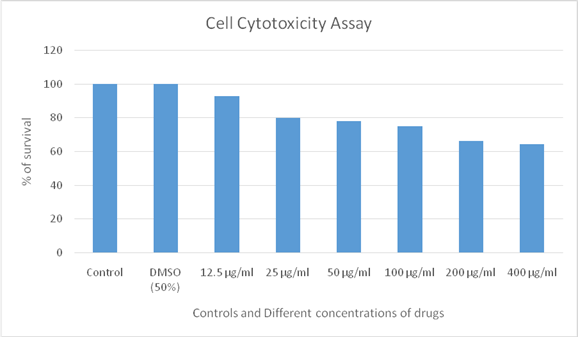 Cell Cytotoxicity Assay
120
100
80
60
40
20
0
% of survival
Control
DMSO
(50%)
12.5 µg/ml
25 µg/ml
50 µg/ml
100 µg/ml
200 µg/ml
400 µg/ml
Controls and Different concentrations of drugs